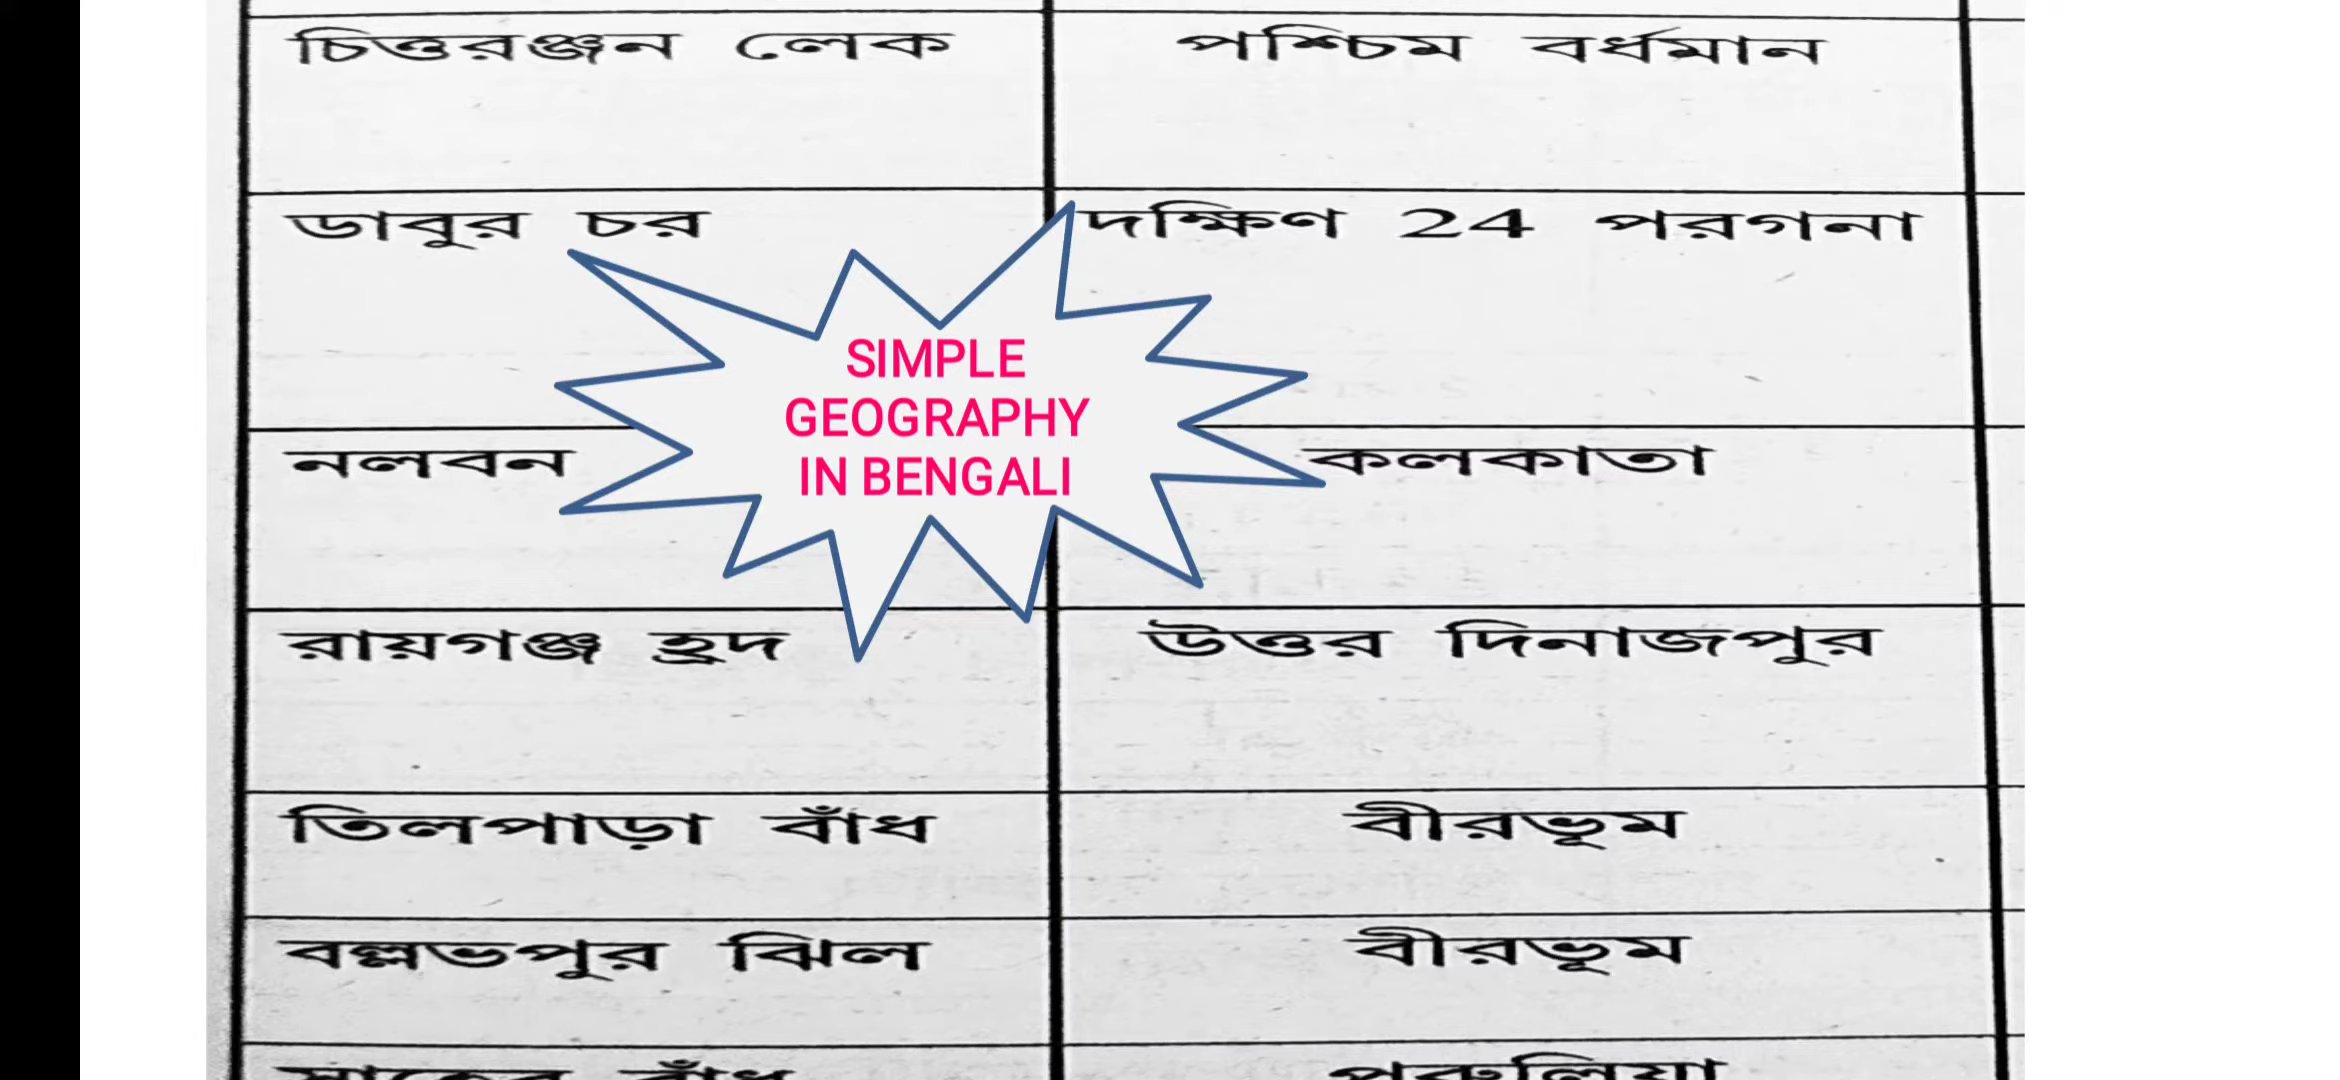 চিত্তরঞ্জন লেক পশ্চিম বর্ধমান
ডাবুর চর দক্ষিণ 24 পরগনা
SIMPLE
GEOGRAPHY
IN BENGALI
নলবন কলকাতা
রায়গঞ্জ হ্রদ উত্তর দিনাজপুর
তিলপাড়া বাঁধ বীরভূম
বল্লভপুর ঝিল বীরভূম
সাহেব বাঁধ পুরুলিয়া